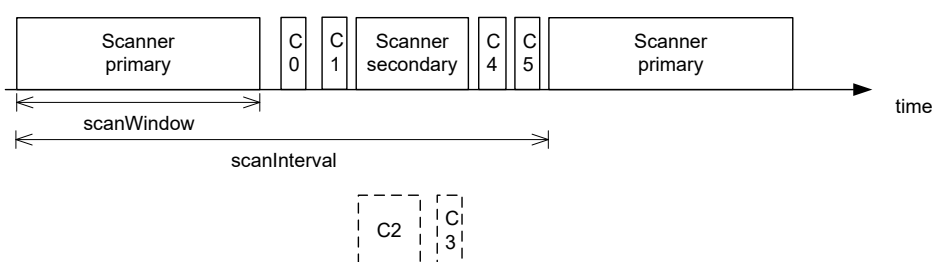 Scanner
primary
C
0
C
1
Scanner
secondary
C
4
C
5
Scanner
primary
time
scanWindow
scanInterval
C2
C
3